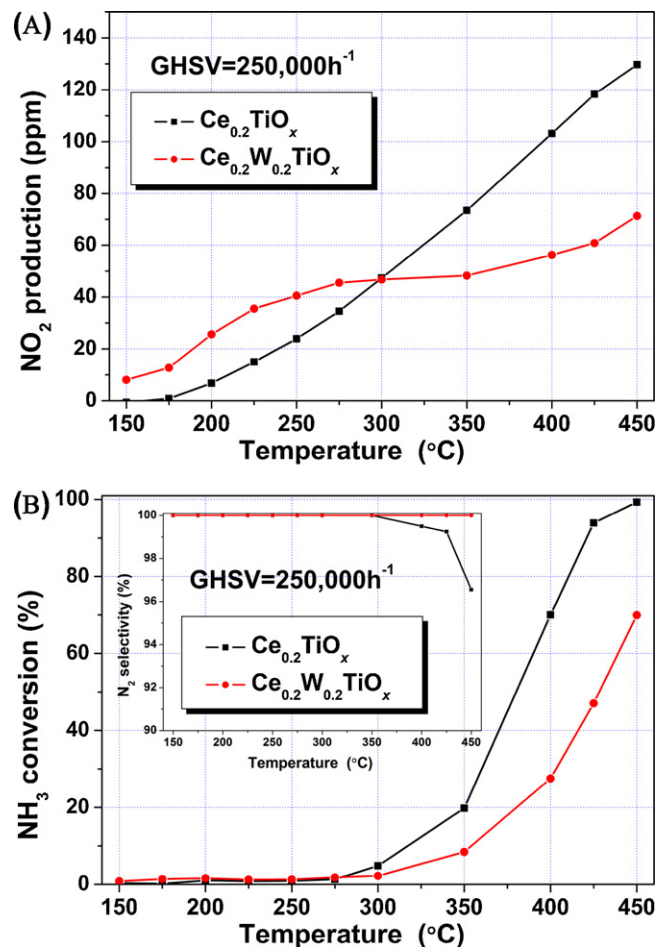 (A)
140
120
100
80
60
40
20
0
NO₂ production (ppm)
GHSV=250,000h⁻¹
Ce₀.₂TiOₓ
Ce₀.₂W₀.₂TiOₓ
150 200 250 300 350 400 450
Temperature (°C)
(B)
100
80
60
40
20
0
NH₃ conversion (%)
100
98
96
94
92
91
90
N₂ selectivity (%)
GHSV=250,000h⁻¹
Ce₀.₂TiOₓ
Ce₀.₂W₀.₂TiOₓ
150 200 250 300 350 400 450
Temperature (°C)
150 200 250 300 350 400 450
Temperature (°C)